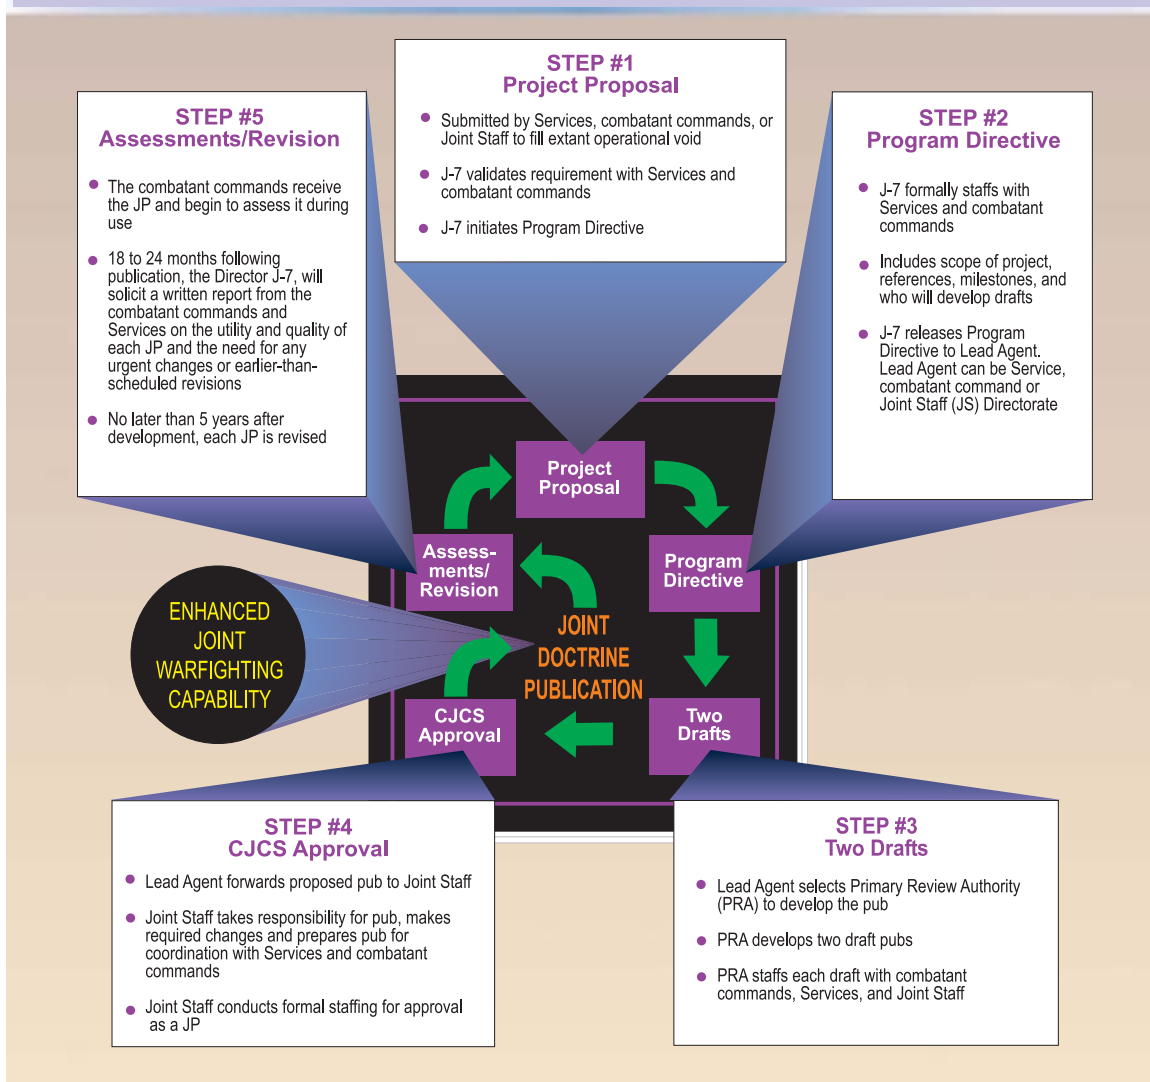 STEP #1
Project Proposal
Submitted by Services, combatant commands, or
Joint Staff to fill extant operational void
J-7 validates requirement with Services and
combatant commands
J-7 initiates Program Directive
STEP #2
Program Directive
J-7 formally staffs with
Services and combatant
commands
Includes scope of project,
references, milestones, and
who will develop drafts
J-7 releases Program
Directive to Lead Agent.
Lead Agent can be Service,
combatant command or
Joint Staff (JS) Directorate
STEP #5
Assessments/Revision
The combatant commands receive
the JP and begin to assess it during
use
18 to 24 months following
publication, the Director J-7, will
solicit a written report from the
combatant commands and
Services on the utility and quality of
each JP and the need for any
urgent changes or earlier-than-
scheduled revisions
No later than 5 years after
development, each JP is revised
Project
Proposal
Assess-
ments/
Revision
Program
Directive
ENHANCED
JOINT
WARFIGHTING
CAPABILITY
JOINT
DOCTRINE
PUBLICATION
CJCS
Approval
Two
Drafts
STEP #4
CJCS Approval
Lead Agent forwards proposed pub to Joint Staff
Joint Staff takes responsibility for pub, makes
required changes and prepares pub for
coordination with Services and combatant
commands
Joint Staff conducts formal staffing for approval
as a JP
STEP #3
Two Drafts
Lead Agent selects Primary Review Authority
(PRA) to develop the pub
PRA develops two draft pubs
PRA staffs each draft with combatant
commands, Services, and Joint Staff